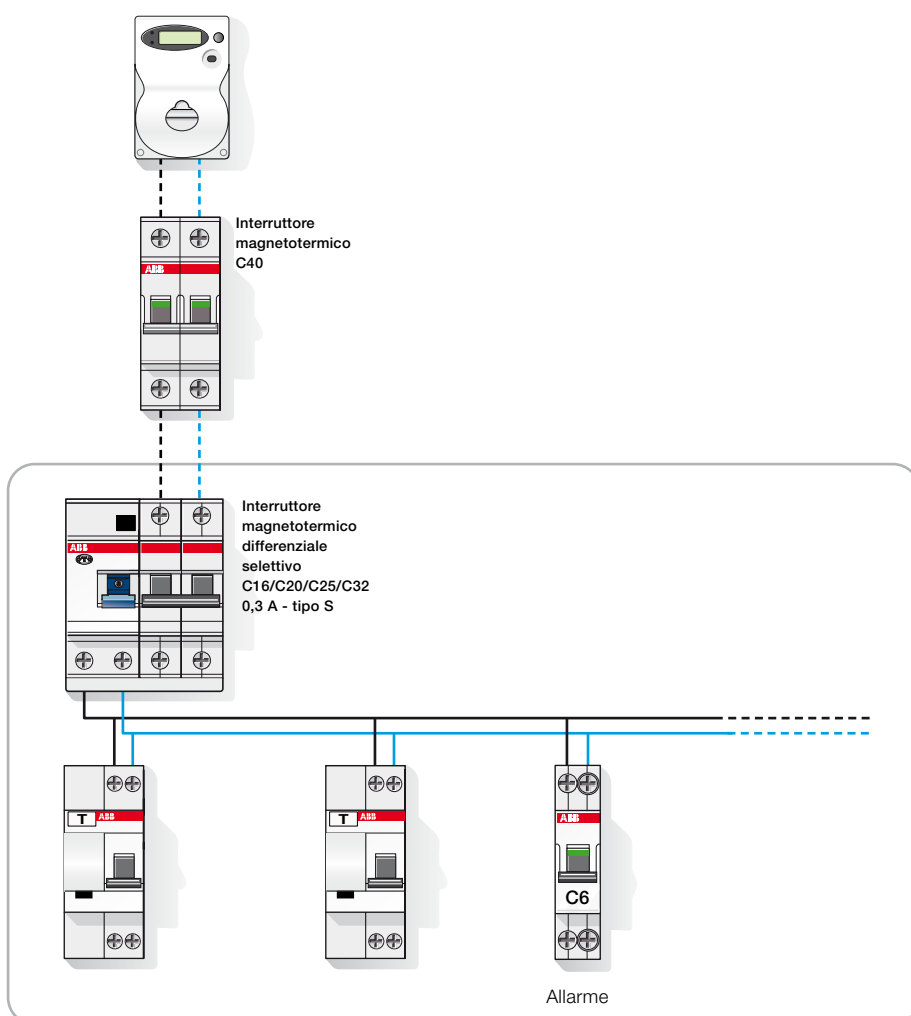 Interruttore
magnetotermico
C40
ABB
Interruttore
magnetotermico
differenziale
selettivo
C16/C20/C25/C32
0,3 A - tipo S
ABB
T ABB
T ABB
ABB
C6
Allarme